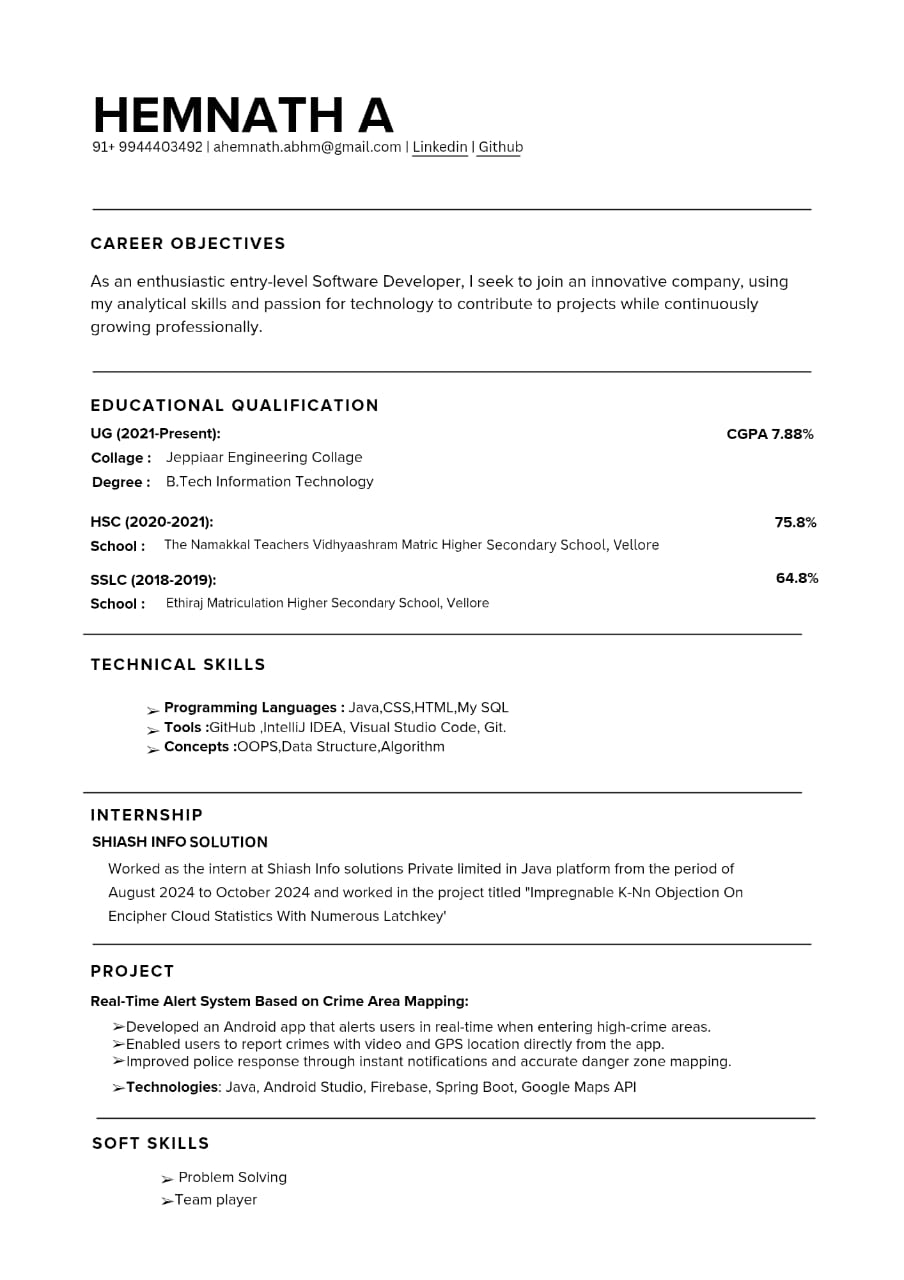 HEMNATH A
91+ 9944403492 | ahemnath.abhm@gmail.com | Linkedin | Github
CAREER OBJECTIVES
As an enthusiastic entry-level Software Developer, I seek to join an innovative company, using
my analytical skills and passion for technology to contribute to projects while continuously
growing professionally.
EDUCATIONAL QUALIFICATION
UG (2021-Present): CGPA 7.88%
Collage : Jeppiaar Engineering Collage
Degree : B.Tech Information Technology
HSC (2020-2021): 75.8%
School : The Namakkal Teachers Vidhyaashram Matric Higher Secondary School, Vellore
SSLC (2018-2019): 64.8%
School : Ethiraj Matriculation Higher Secondary School, Vellore
TECHNICAL SKILLS
➢ Programming Languages : Java,CSS,HTML,My SQL
➢ Tools :GitHub ,IntelliJ IDEA, Visual Studio Code, Git.
➢ Concepts :OOPS,Data Structure,Algorithm
INTERNSHIP
SHIASH INFO SOLUTION
Worked as the intern at Shiash Info solutions Private limited in Java platform from the period of
August 2024 to October 2024 and worked in the project titled "Impregnable K-Nn Objection On
Encipher Cloud Statistics With Numerous Latchkey'
PROJECT
Real-Time Alert System Based on Crime Area Mapping:
➢Developed an Android app that alerts users in real-time when entering high-crime areas.
➢Enabled users to report crimes with video and GPS location directly from the app.
➢Improved police response through instant notifications and accurate danger zone mapping.
➢Technologies: Java, Android Studio, Firebase, Spring Boot, Google Maps API
SOFT SKILLS
➢ Problem Solving
➢Team player